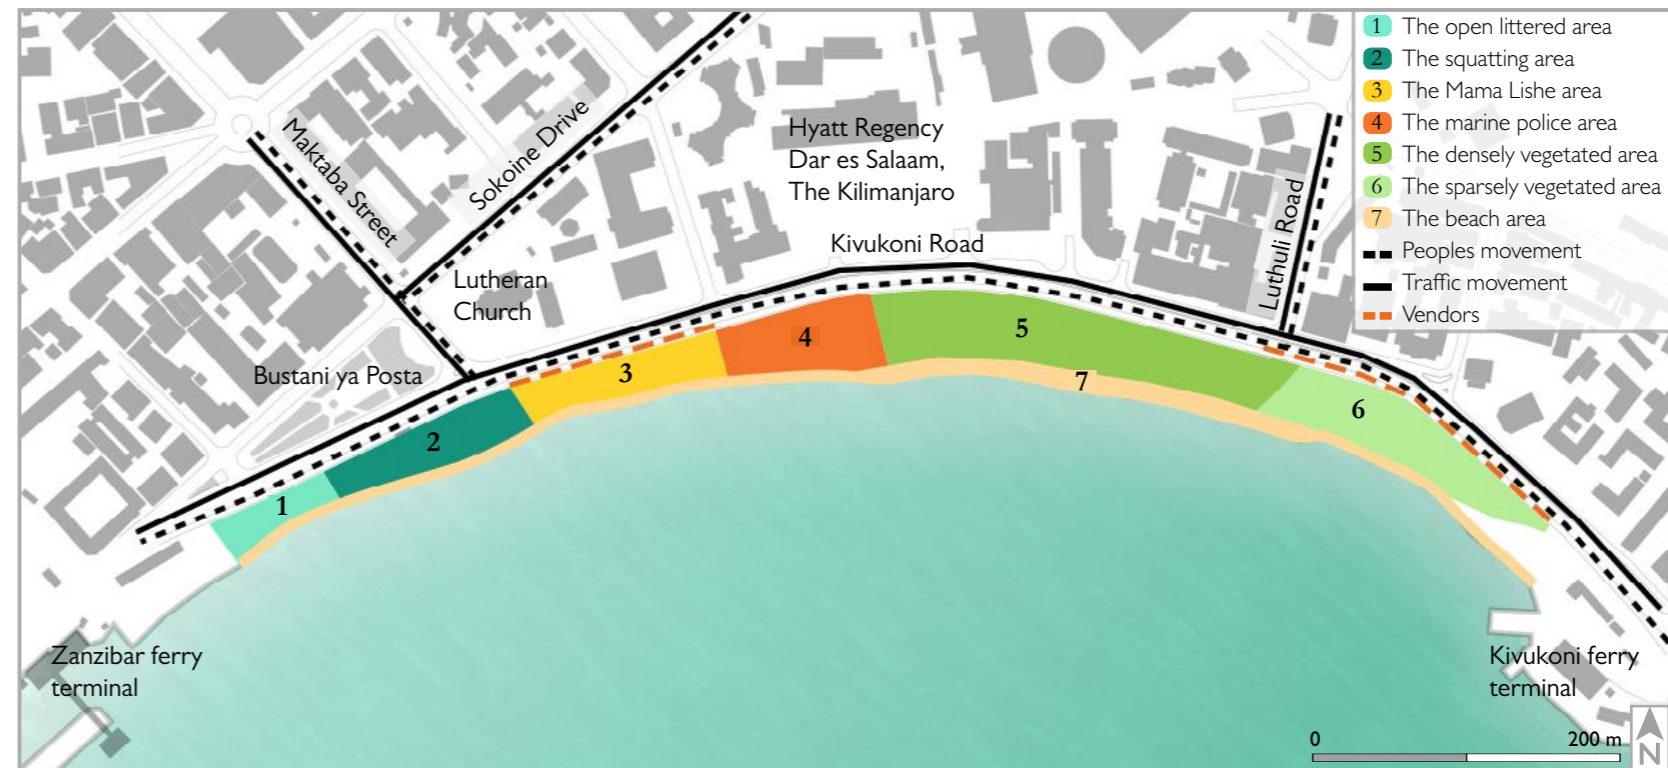 1 The open littered area
2 The squatting area
3 The Mama Lishe area
4 The marine police area
5 The densely vegetated area
6 The sparsely vegetated area
7 The beach area
Peoples movement
Traffic movement
Vendors
Maktaba Street
Sokoine Drive
Hyatt Regency
Dar es Salaam,
The Kilimanjaro
Luthuli Road
Kivukoni Road
Lutheran
Church
Bustani ya Posta
1
2
3
4
5
6
7
Zanzibar ferry
terminal
Kivukoni ferry
terminal
0 200 m
N